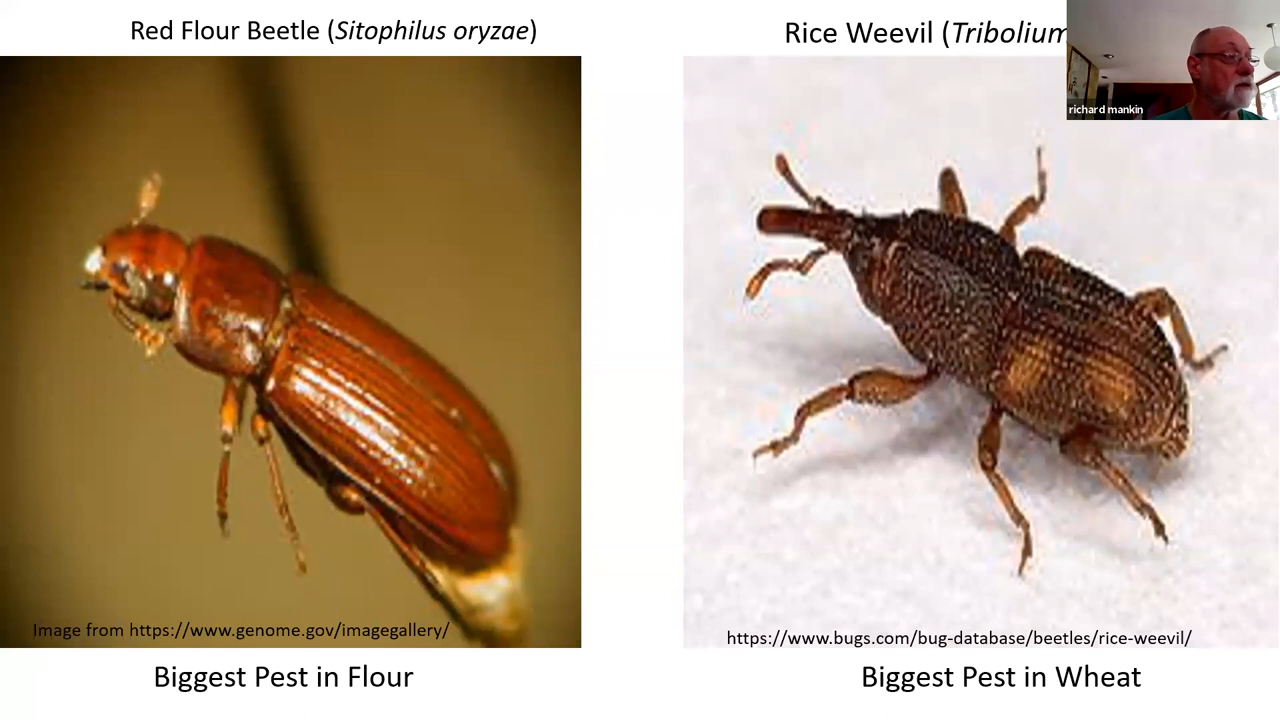 Red Flour Beetle (Sitophilus oryzae)
Rice Weevil (Tribolium
richard mankin
Image from https://www.genome.gov/imagegallery/
https://www.bugs.com/bug-database/beetles/rice-weevil/
Biggest Pest in Flour
Biggest Pest in Wheat